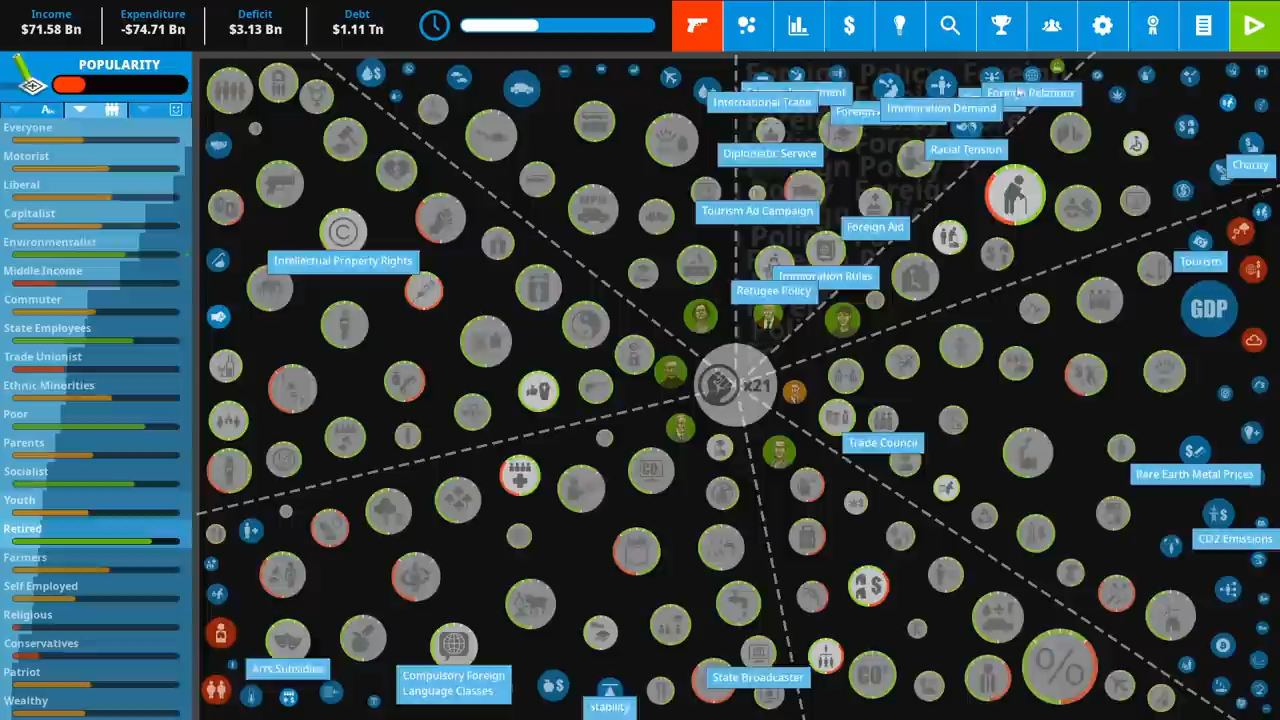 Income
$71.58 Bn
Expenditure
-$74.71 Bn
Deficit
$3.13 Bn
Debt
$1.11 Tn
POPULARITY
Everyone
Motorist
Liberal
Capitalist
Environmentalist
Middle Income
Commuter
State Employees
Trade Unionist
Ethnic Minorities
Poor
Parents
Socialist
Youth
Retired
Farmers
Self Employed
Religious
Conservatives
Patriot
Wealthy
International Trade
Immigration Demand
Foreign Relations
Diplomatic Service
Racial Tension
Charity
Tourism Ad Campaign
Foreign Aid
Intellectual Property Rights
Immigration Rules
Refugee Policy
Tourism
GDP
MPH
x21
Trade Council
Rare Earth Metal Prices
CO2 Emissions
Arts Subsidies
Compulsory Foreign
Language Classes
State Broadcaster
Stability
Foreign Policy